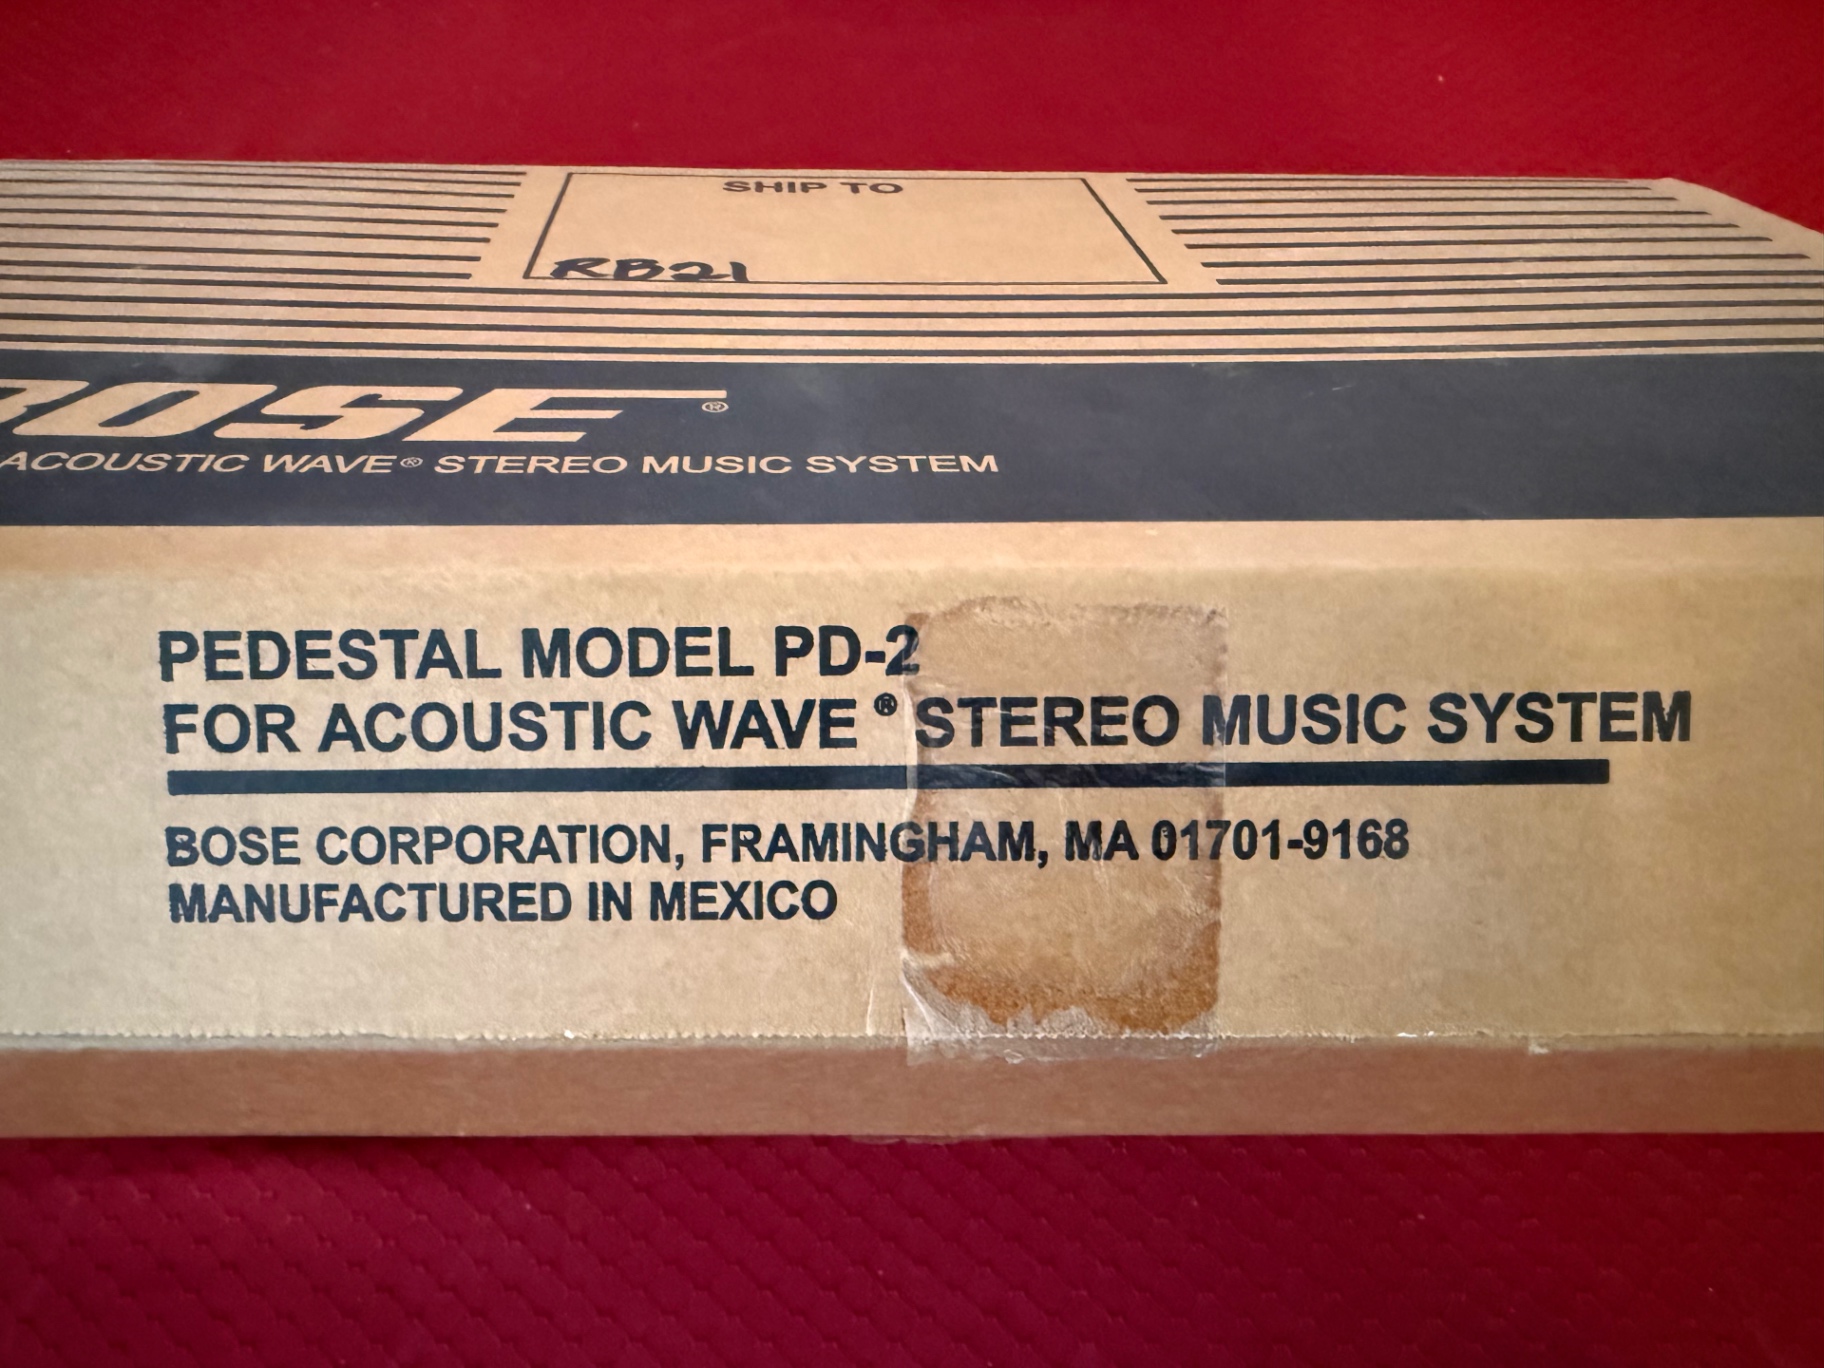 SHIP TO
RB21
BOSE®
ACOUSTIC WAVE® STEREO MUSIC SYSTEM
PEDESTAL MODEL PD-2
FOR ACOUSTIC WAVE® STEREO MUSIC SYSTEM
BOSE CORPORATION, FRAMINGHAM, MA 01701-9168
MANUFACTURED IN MEXICO